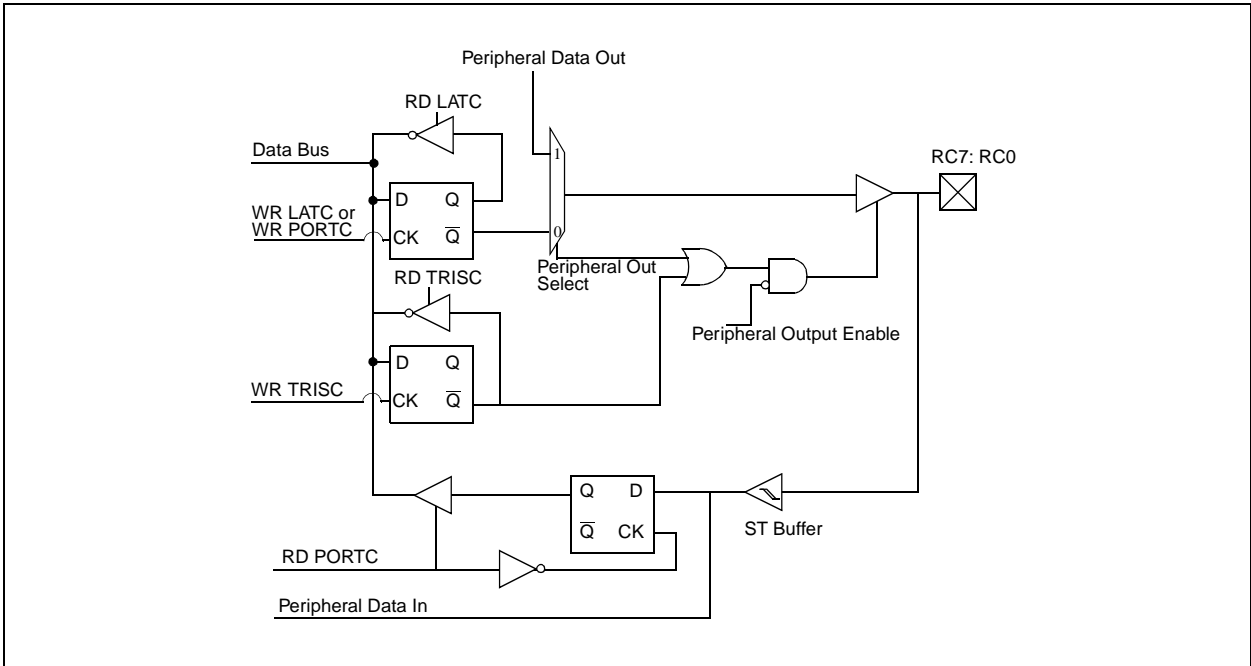 Peripheral Data Out
RD LATC
Data Bus
1
RC7: RC0
D Q
WR LATC or
WR PORTC
CK Q̅
0
Peripheral Out
Select
RD TRISC
Peripheral Output Enable
D Q
WR TRISC
CK Q̅
Q D
Q̅ CK
ST Buffer
RD PORTC
Peripheral Data In